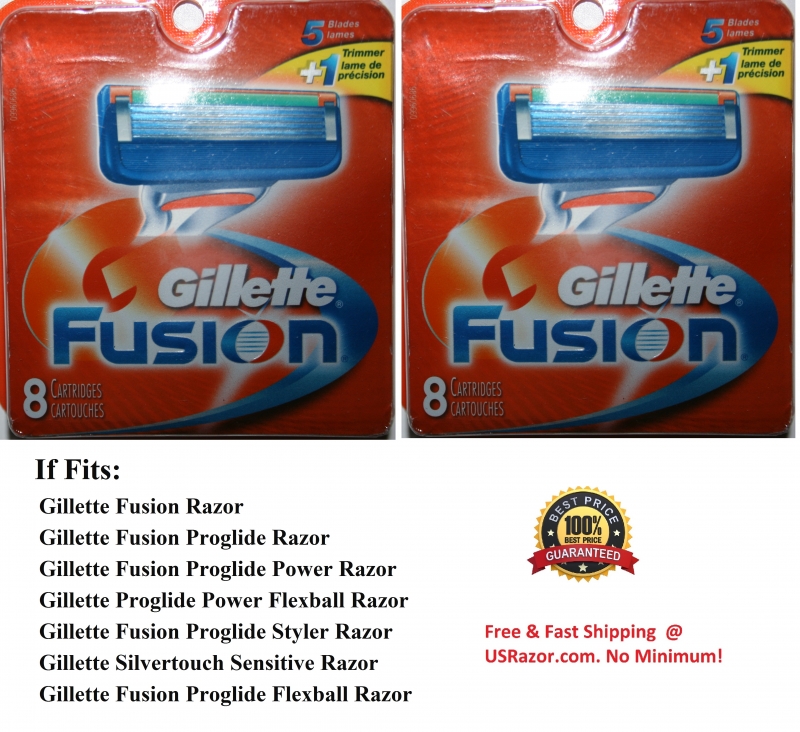 5 Blades
lames
+1 Trimmer
lame de
précision
Gillette®
FUSION®
8 CARTRIDGES
CARTOUCHES
5 Blades
lames
+1 Trimmer
lame de
précision
Gillette®
FUSION®
8 CARTRIDGES
CARTOUCHES
If Fits:
Gillette Fusion Razor
Gillette Fusion Proglide Razor
Gillette Fusion Proglide Power Razor
Gillette Proglide Power Flexball Razor
Gillette Fusion Proglide Styler Razor
Gillette Silvertouch Sensitive Razor
Gillette Fusion Proglide Flexball Razor
BEST PRICE
100%
BEST PRICE
GUARANTEED
Free & Fast Shipping @
USRazor.com. No Minimum!